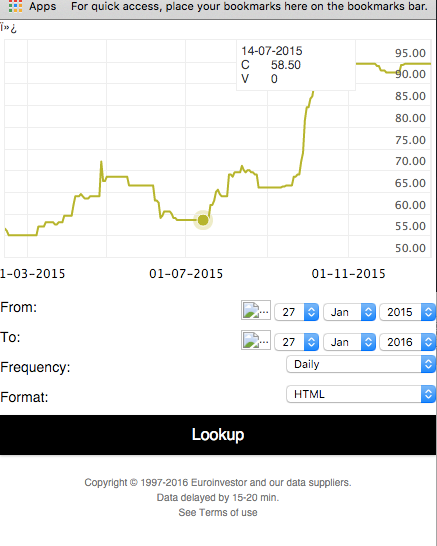 Apps For quick access, place your bookmarks here on the bookmarks bar.
ï»¿
14-07-2015
C 58.50
V 0
95.00
90.00
85.00
80.00
75.00
70.00
65.00
60.00
55.00
50.00
1-03-2015 01-07-2015 01-11-2015
From: ... 27 Jan 2015
To: ... 27 Jan 2016
Frequency: Daily
Format: HTML
Lookup
Copyright © 1997-2016 Euroinvestor and our data suppliers.
Data delayed by 15-20 min.
See Terms of use